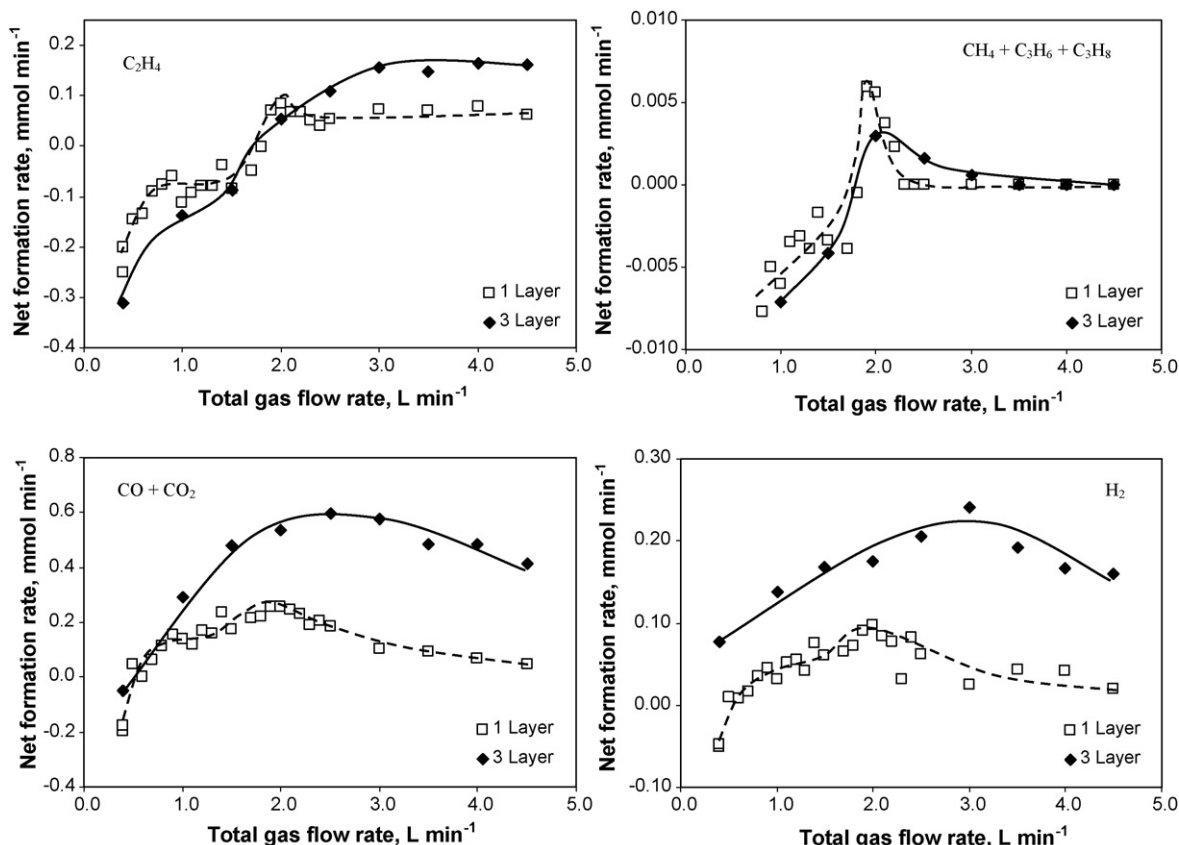 C₂H₄
Net formation rate, mmol min⁻¹
0.2
0.1
0.0
-0.1
-0.2
-0.3
-0.4
□ 1 Layer
◆ 3 Layer
0.0 1.0 2.0 3.0 4.0 5.0
Total gas flow rate, L min⁻¹
CH₄ + C₃H₆ + C₃H₈
Net formation rate, mmol min⁻¹
0.010
0.005
0.000
-0.005
-0.010
□ 1 Layer
◆ 3 Layer
0.0 1.0 2.0 3.0 4.0 5.0
Total gas flow rate, L min⁻¹
CO + CO₂
Net formation rate, mmol min⁻¹
0.8
0.6
0.4
0.2
0.0
-0.2
-0.4
□ 1 Layer
◆ 3 Layer
0.0 1.0 2.0 3.0 4.0 5.0
Total gas flow rate, L min⁻¹
H₂
Net formation rate, mmol min⁻¹
0.30
0.20
0.10
0.00
-0.10
□ 1 Layer
◆ 3 Layer
0.0 1.0 2.0 3.0 4.0 5.0
Total gas flow rate, L min⁻¹